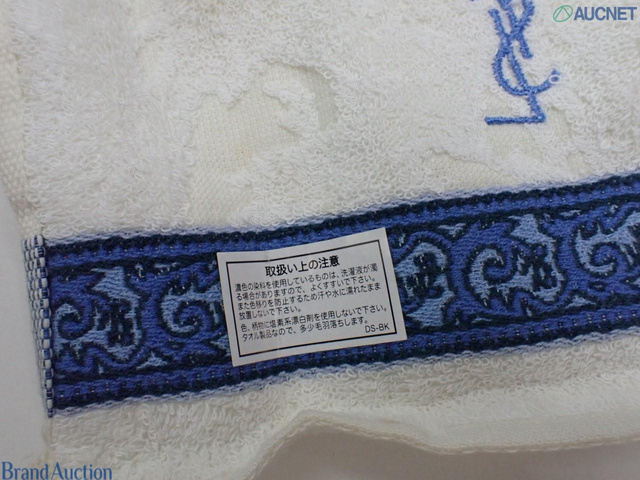 AUCNET
YSL
取扱い上の注意
濃色の染料を使用しているものは、洗濯液が濁
る場合がありますので、よくすすいで下さい。
また色移りを防止するため汗や水に濡れたまま
放置しないで下さい。
色、柄物に塩素系漂白剤を使用しないで下さい。
タオル製品なので、多少毛羽落ちします。
DS-BK
Brand Auction